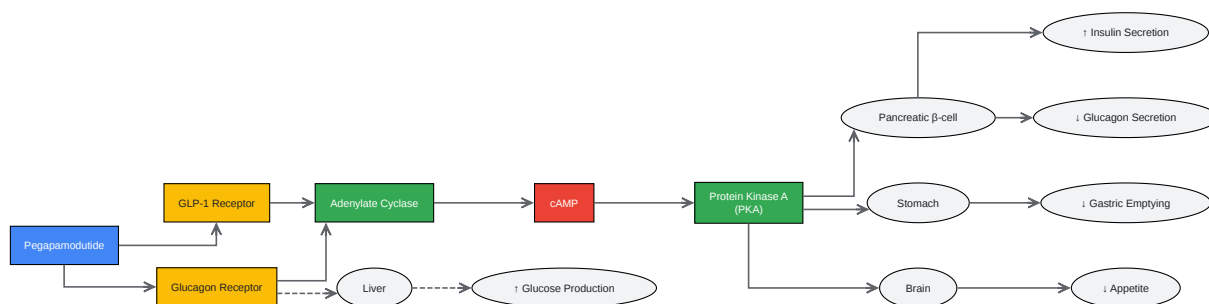 ↑ Insulin Secretion
Pancreatic β-cell
↓ Glucagon Secretion
GLP-1 Receptor
Adenylate Cyclase
cAMP
Protein Kinase A
(PKA)
Stomach
↓ Gastric Emptying
Pegapamodutide
Glucagon Receptor
Liver
↑ Glucose Production
Brain
↓ Appetite